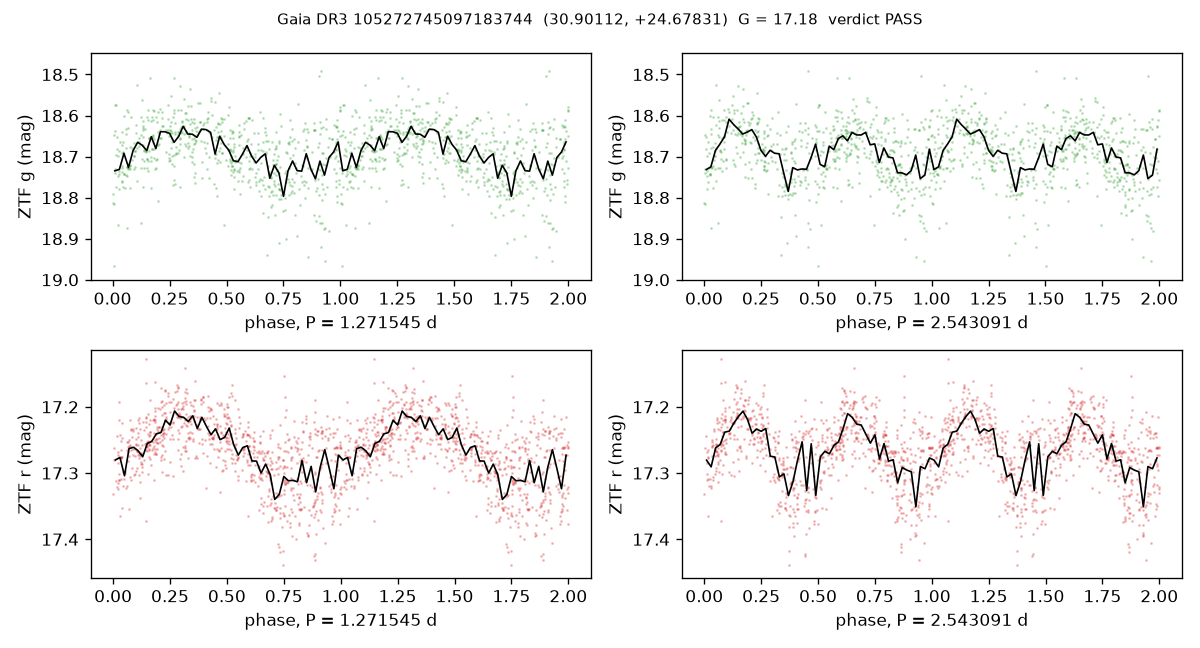 Gaia DR3 105272745097183744  (30.90112, +24.67831)  G = 17.18  verdict PASS
18.5
18.6
18.7
18.8
18.9
19.0
ZTF g (mag)
0.00 0.25 0.50 0.75 1.00 1.25 1.50 1.75 2.00
phase, P = 1.271545 d
18.5
18.6
18.7
18.8
18.9
19.0
ZTF g (mag)
0.00 0.25 0.50 0.75 1.00 1.25 1.50 1.75 2.00
phase, P = 2.543091 d
17.2
17.3
17.4
ZTF r (mag)
0.00 0.25 0.50 0.75 1.00 1.25 1.50 1.75 2.00
phase, P = 1.271545 d
17.2
17.3
17.4
ZTF r (mag)
0.00 0.25 0.50 0.75 1.00 1.25 1.50 1.75 2.00
phase, P = 2.543091 d